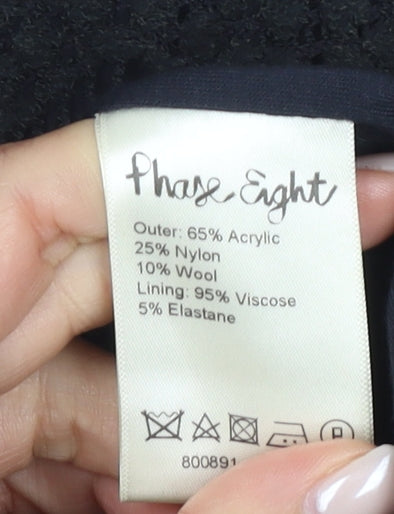 Phase Eight
Outer: 65% Acrylic
25% Nylon
10% Wool
Lining: 95% Viscose
5% Elastane
P
800891